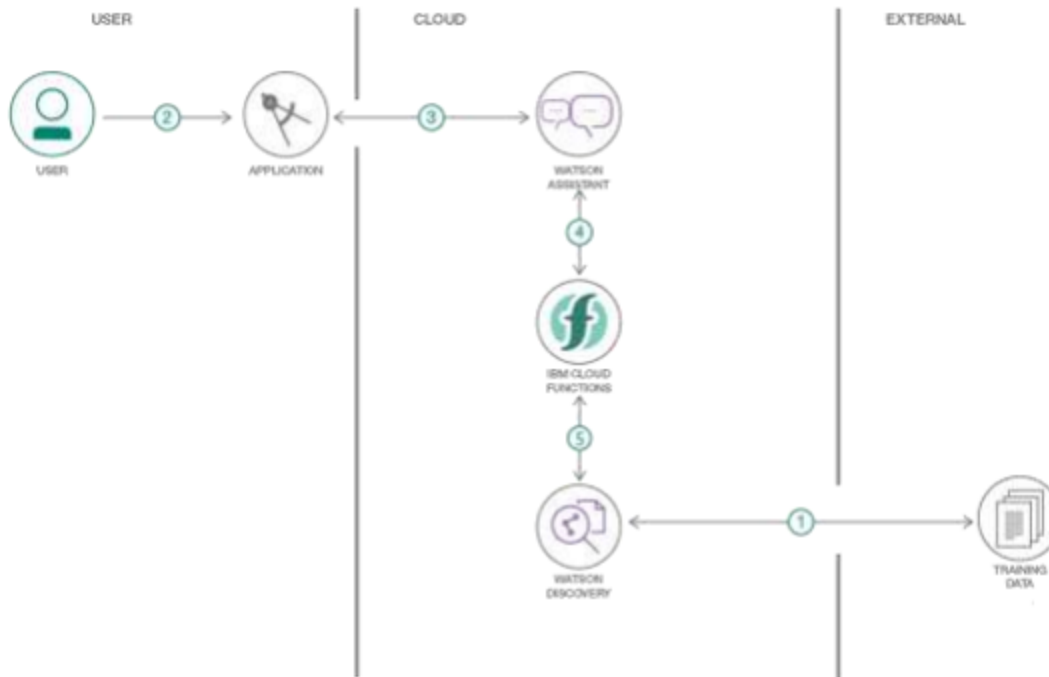 USER
CLOUD
EXTERNAL
2
3
USER
APPLICATION
WATSON
ASSISTANT
4
IBM CLOUD
FUNCTIONS
5
1
WATSON
DISCOVERY
TRAINING
DATA